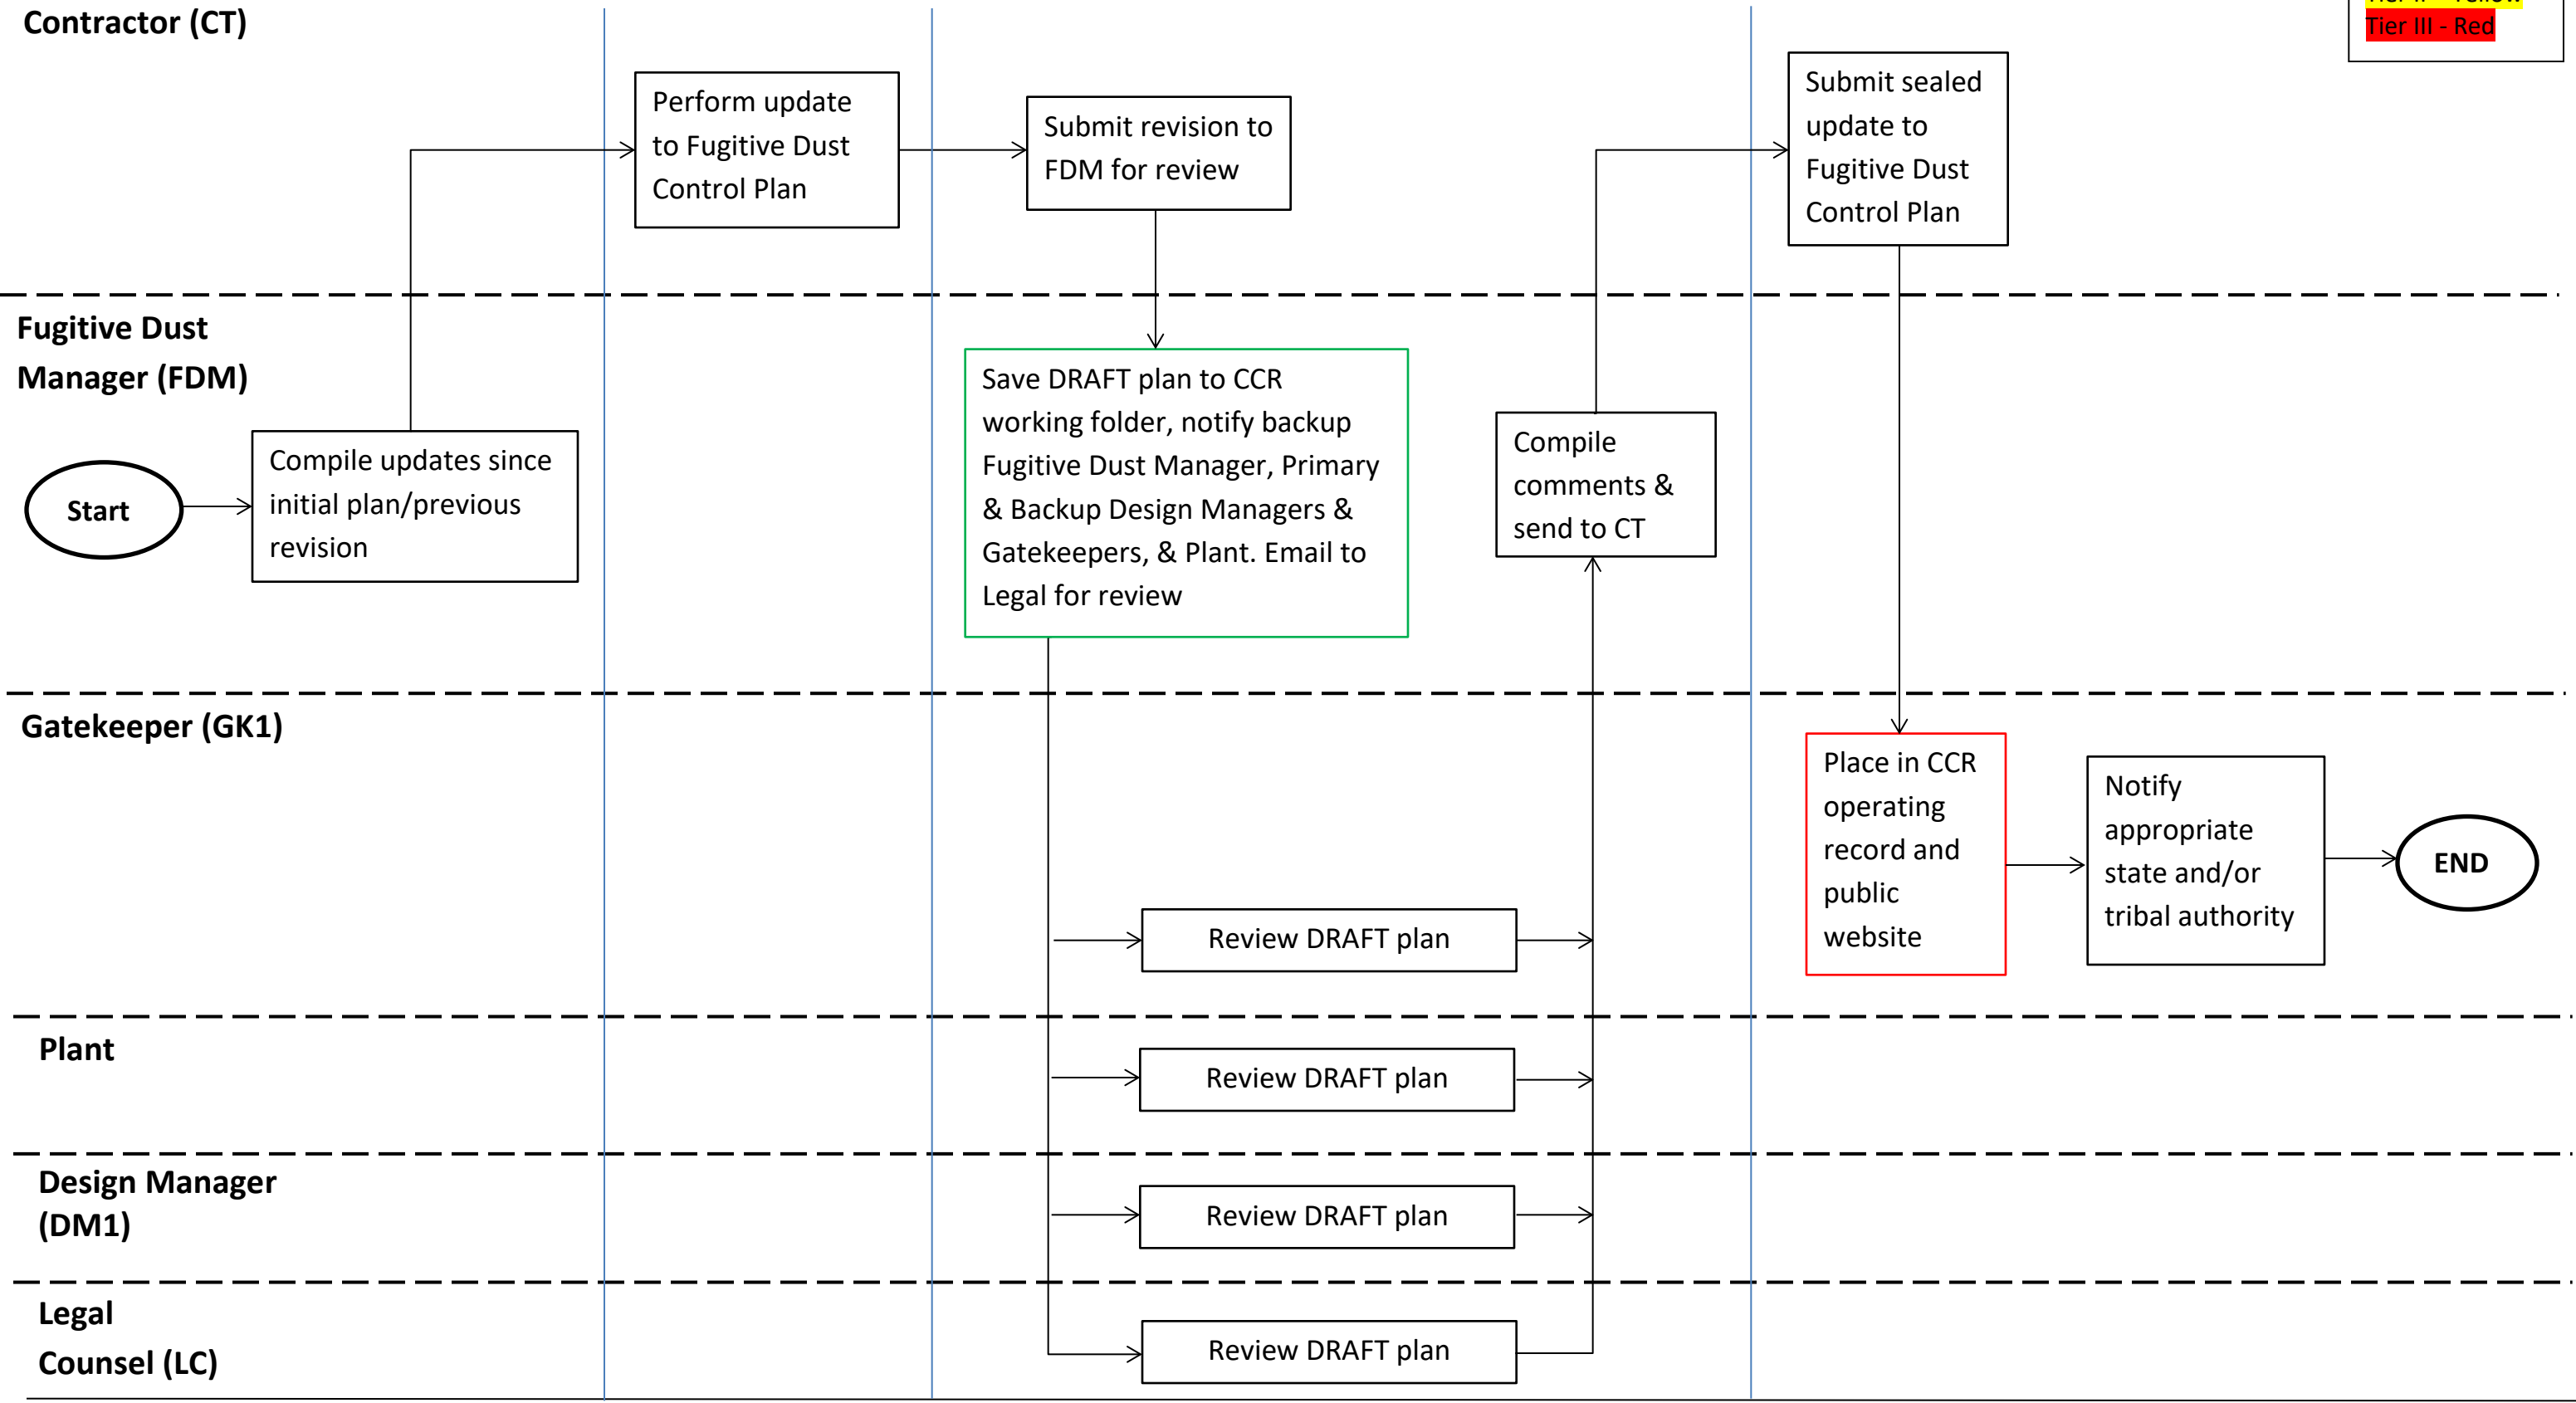 Contractor (CT)
Tier III - Red
Perform update
to Fugitive Dust
Control Plan
Submit revision to
FDM for review
Submit sealed
update to
Fugitive Dust
Control Plan
Fugitive Dust
Manager (FDM)
Start
Compile updates since
initial plan/previous
revision
Save DRAFT plan to CCR
working folder, notify backup
Fugitive Dust Manager, Primary
& Backup Design Managers &
Gatekeepers, & Plant. Email to
Legal for review
Compile
comments &
send to CT
Gatekeeper (GK1)
Place in CCR
operating
record and
public
website
Notify
appropriate
state and/or
tribal authority
END
Review DRAFT plan
Plant
Review DRAFT plan
Design Manager
(DM1)
Review DRAFT plan
Legal
Counsel (LC)
Review DRAFT plan